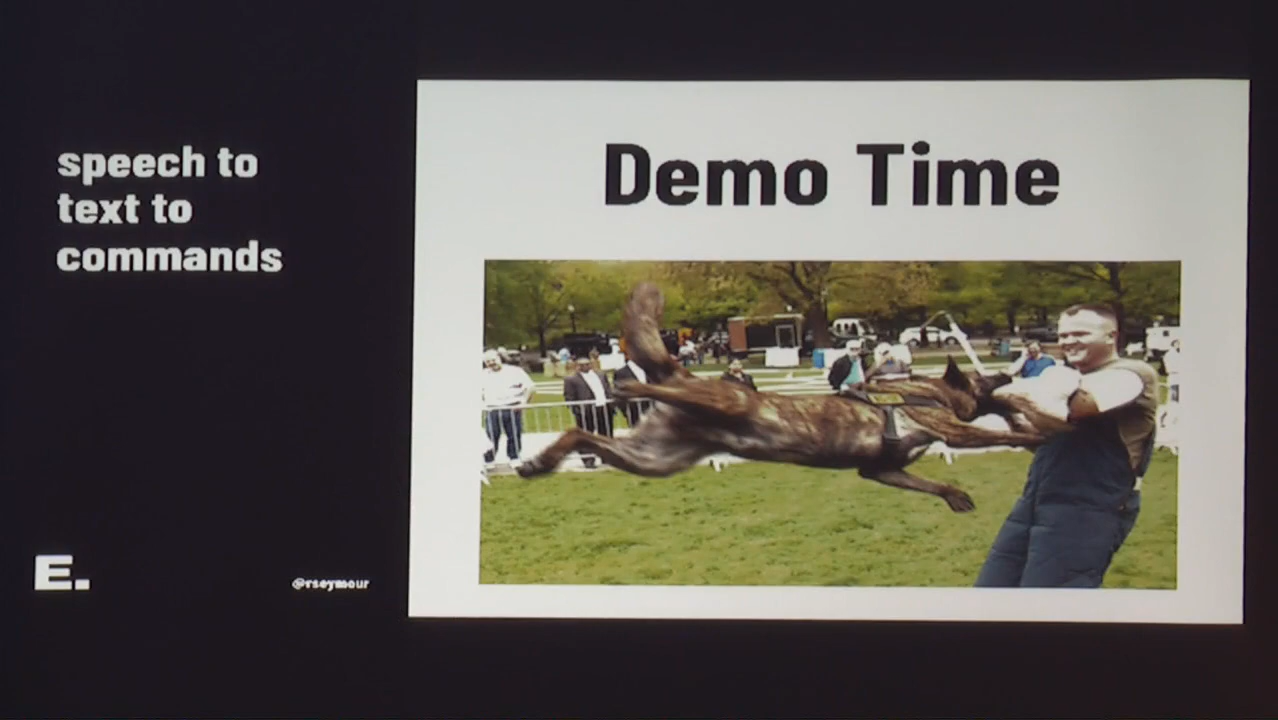 speech to
text to
commands
Demo Time
E.
@rseymour